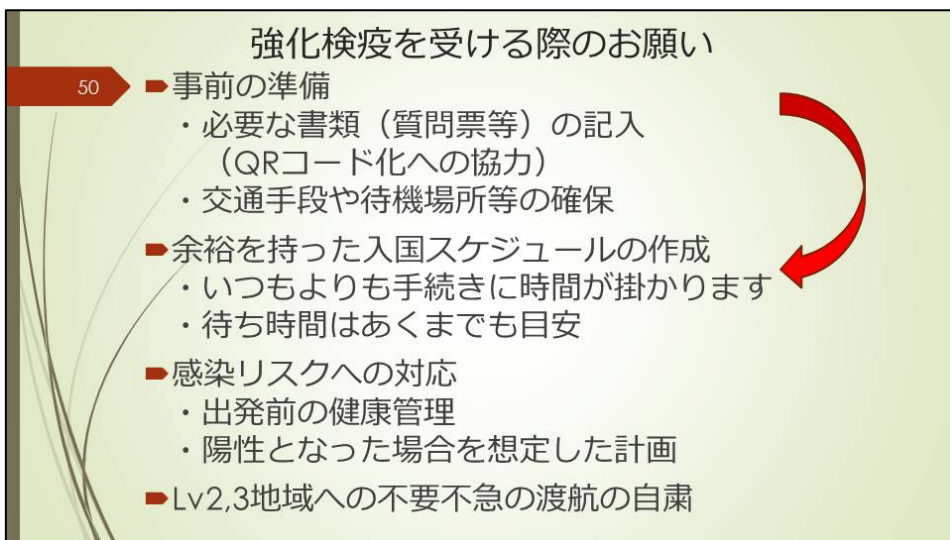 強化検疫を受ける際のお願い
50
事前の準備
・必要な書類（質問票等）の記入
（QRコード化への協力）
・交通手段や待機場所等の確保
余裕を持った入国スケジュールの作成
・いつもよりも手続きに時間が掛かります
・待ち時間はあくまでも目安
感染リスクへの対応
・出発前の健康管理
・陽性となった場合を想定した計画
Lv2,3地域への不要不急の渡航の自粛